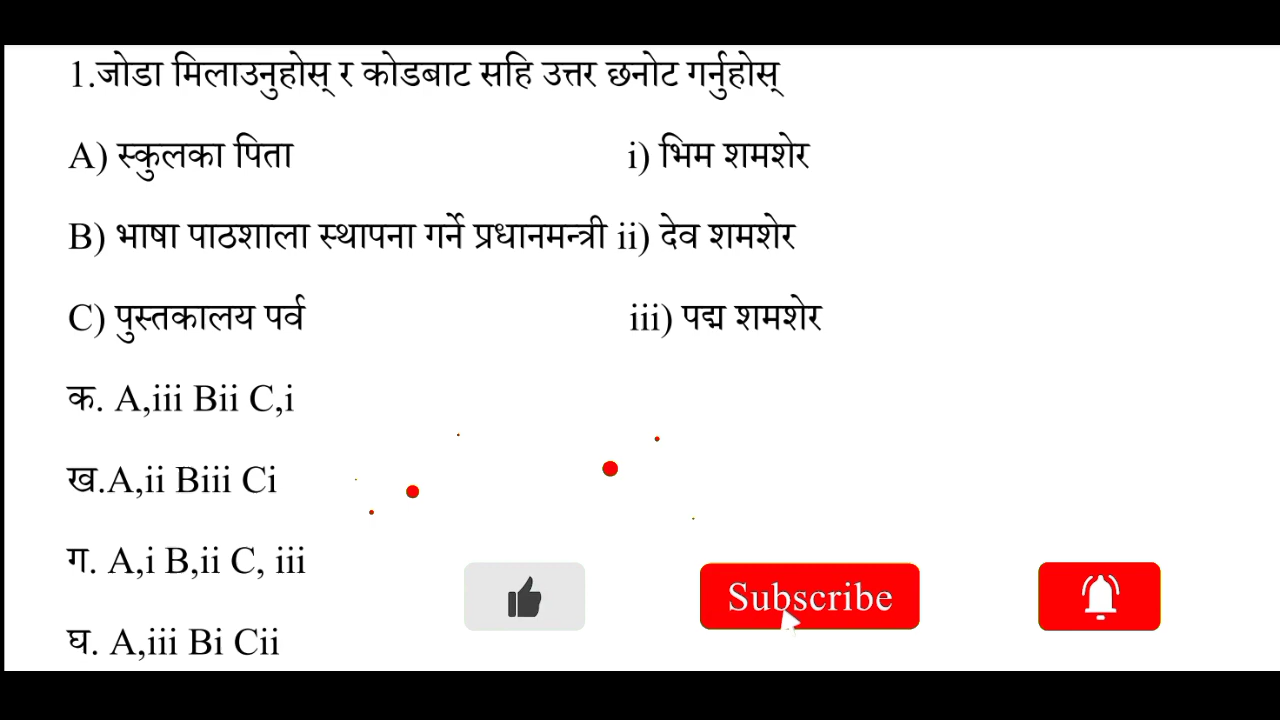 1.जोडा मिलाउनुहोस् र कोडबाट सहि उत्तर छनोट गर्नुहोस्
A) स्कुलका पिता i) भिम शमशेर
B) भाषा पाठशाला स्थापना गर्ने प्रधानमन्त्री ii) देव शमशेर
C) पुस्तकालय पर्व iii) पद्म शमशेर
क. A,iii Bii C,i
ख.A,ii Biii Ci
ग. A,i B,ii C, iii
घ. A,iii Bi Cii
Subscribe